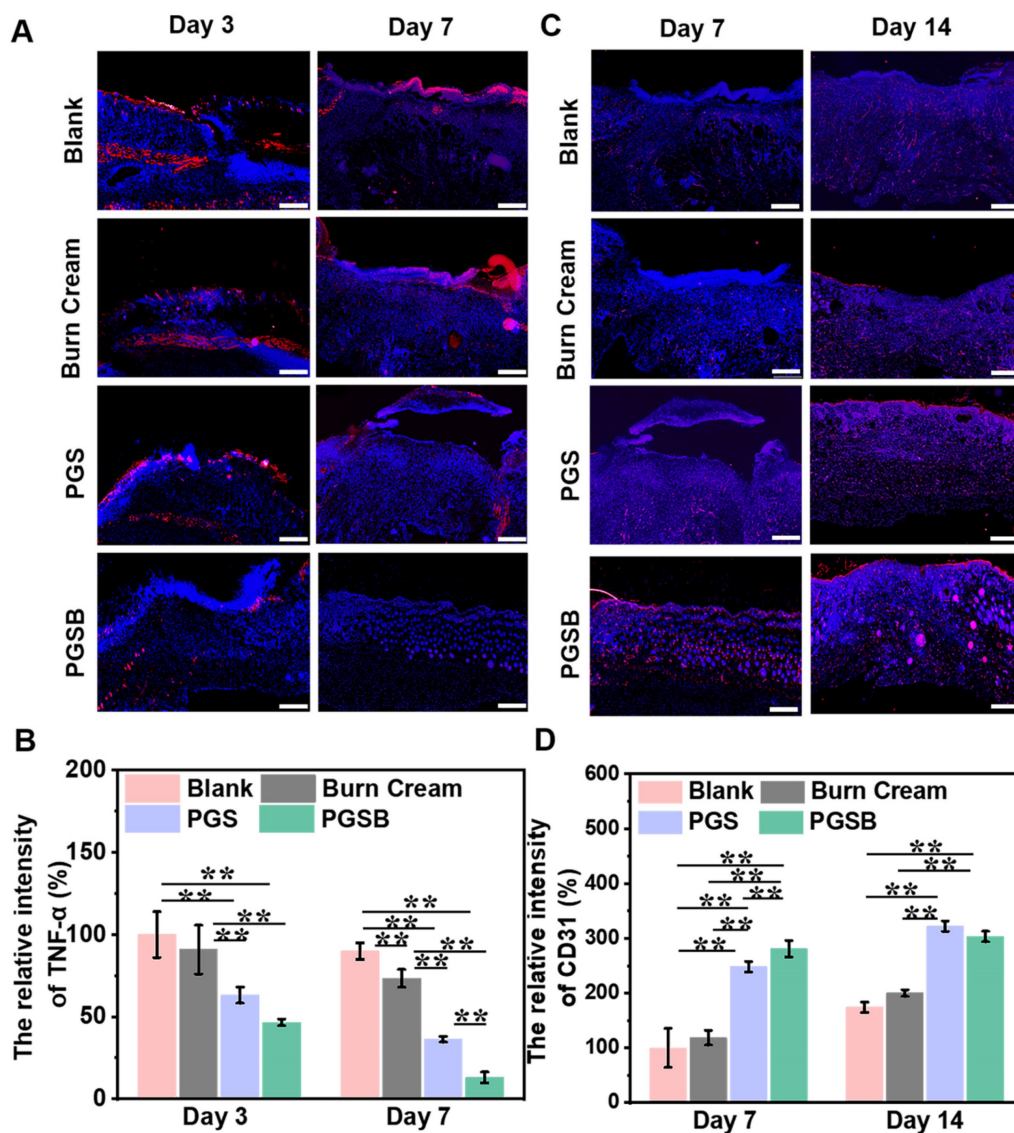 A
Day 3
Day 7
Blank
Burn Cream
PGS
PGSB
C
Day 7
Day 14
Blank
Burn Cream
PGS
PGSB
B
The relative intensity
of TNF-α (%)
200
150
100
50
0
Blank
Burn Cream
PGS
PGSB
**
**
**
**
**
**
**
**
**
**
Day 3
Day 7
D
The relative intensity
of CD31 (%)
600
500
400
300
200
100
0
Blank
Burn Cream
PGS
PGSB
**
**
**
**
**
**
**
**
**
**
Day 7
Day 14